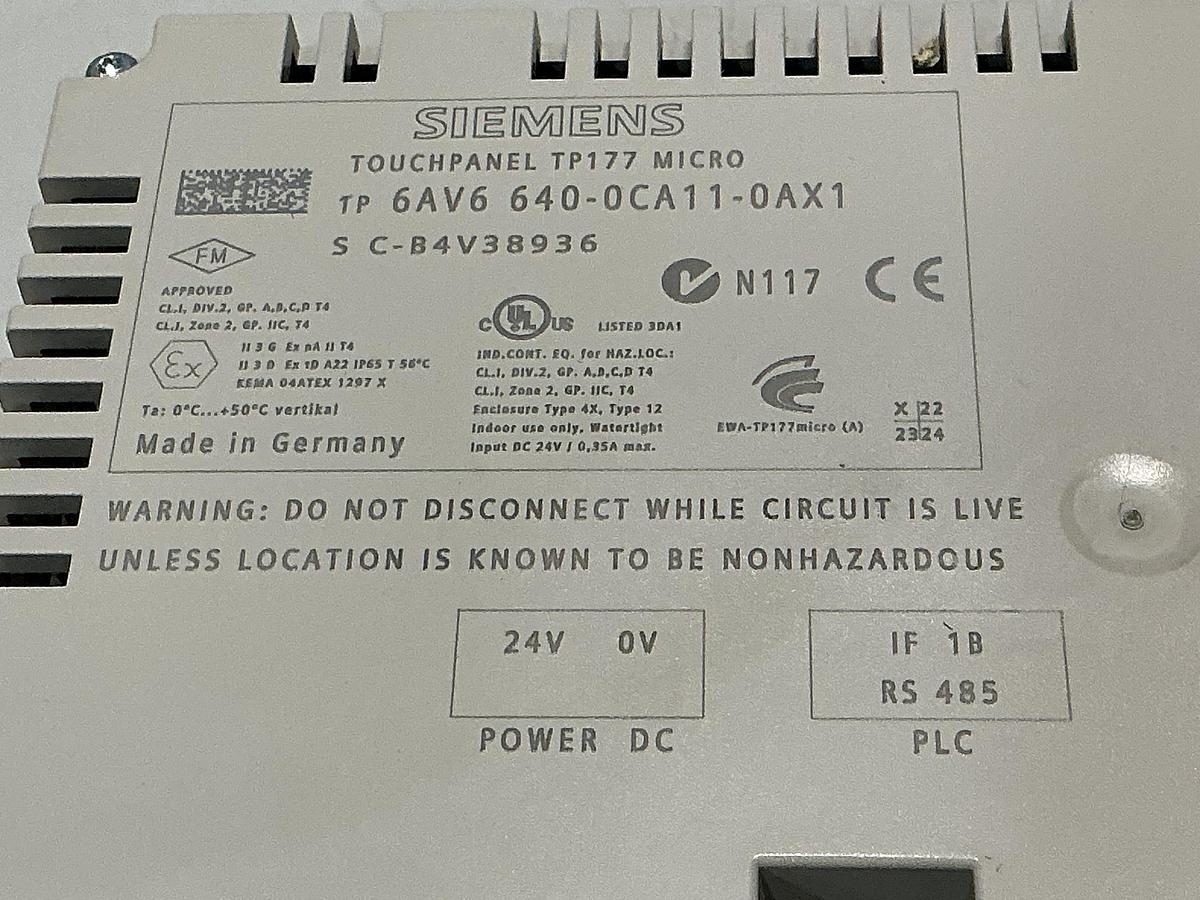 SIEMENS
TOUCHPANEL TP177 MICRO
TP 6AV6 640-0CA11-0AX1
S C-B4V38936
FM
APPROVED
CL.I, DIV.2, GP. A,B,C,D T4
CL.I, Zone 2, GP. IIC, T4
Ex
II 3 G Ex nA II T4
II 3 D Ex tD A22 IP65 T 56°C
KEMA 04ATEX 1297 X
Ta: 0°C...+50°C vertikal
Made in Germany
N117 CE
C UL US LISTED 3DA1
IND.CONT. EQ. for HAZ.LOC.:
CL.I, DIV.2, GP. A,B,C,D T4
CL.I, Zone 2, GP. IIC, T4
Enclosure Type 4X, Type 12
Indoor use only, Watertight
Input DC 24V / 0,35A max.
EWA-TP177micro (A)
X 22
23 24
WARNING: DO NOT DISCONNECT WHILE CIRCUIT IS LIVE
UNLESS LOCATION IS KNOWN TO BE NONHAZARDOUS
24V 0V
POWER DC
IF 1B
RS 485
PLC